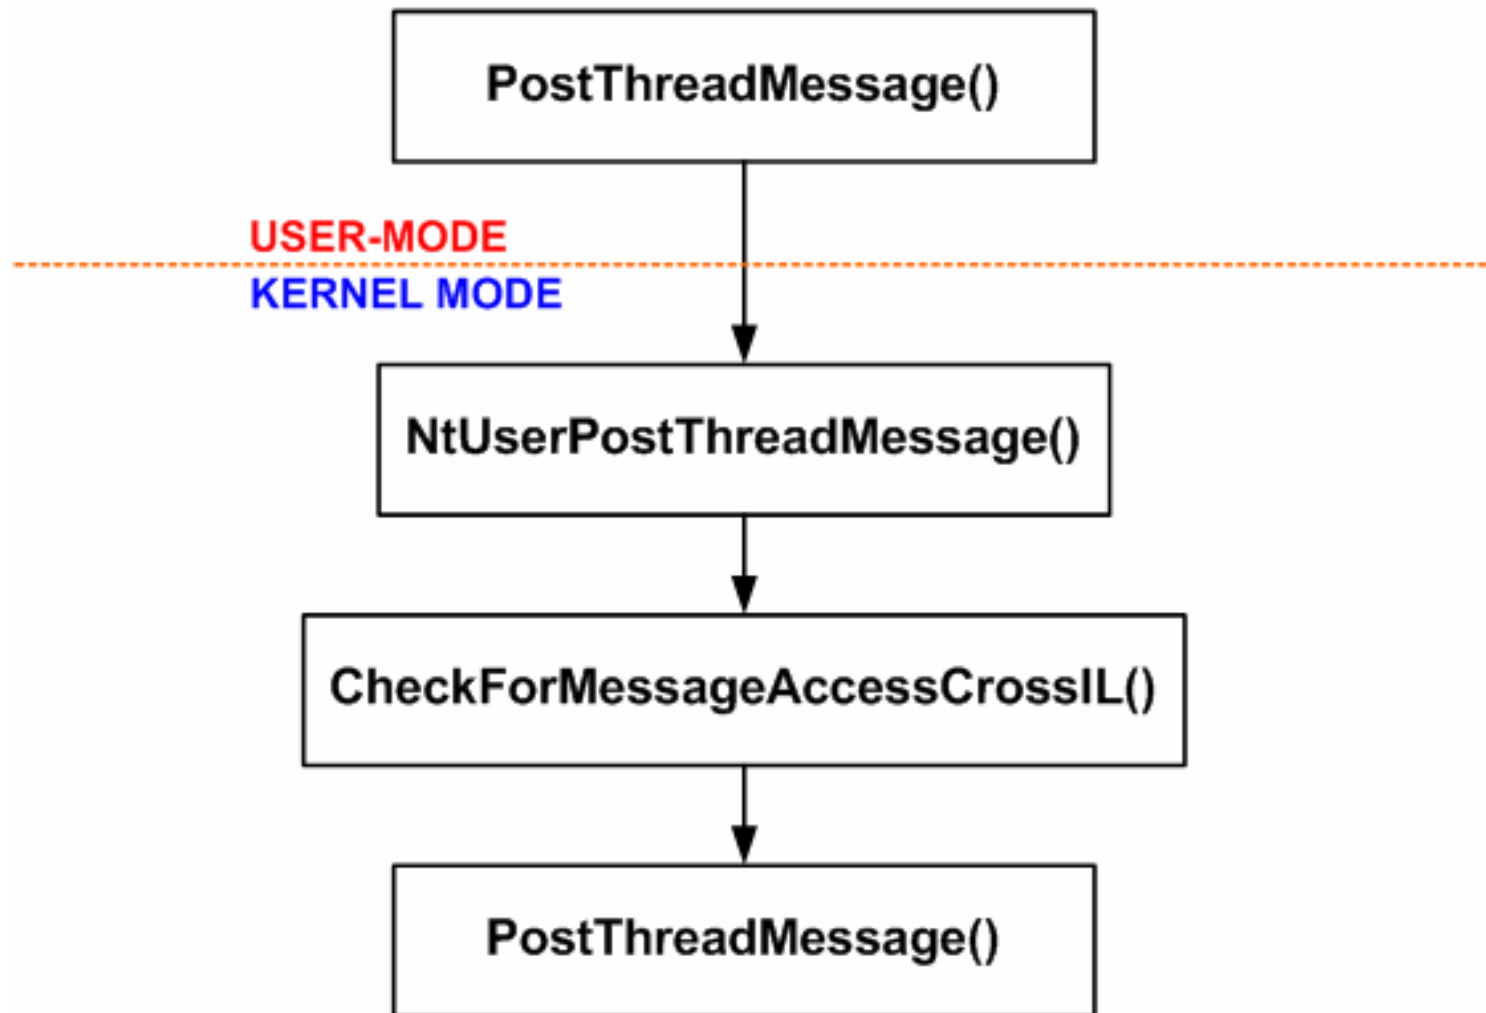 PostThreadMessage()
USER-MODE
KERNEL MODE
NtUserPostThreadMessage()
CheckForMessageAccessCrossIL()
PostThreadMessage()